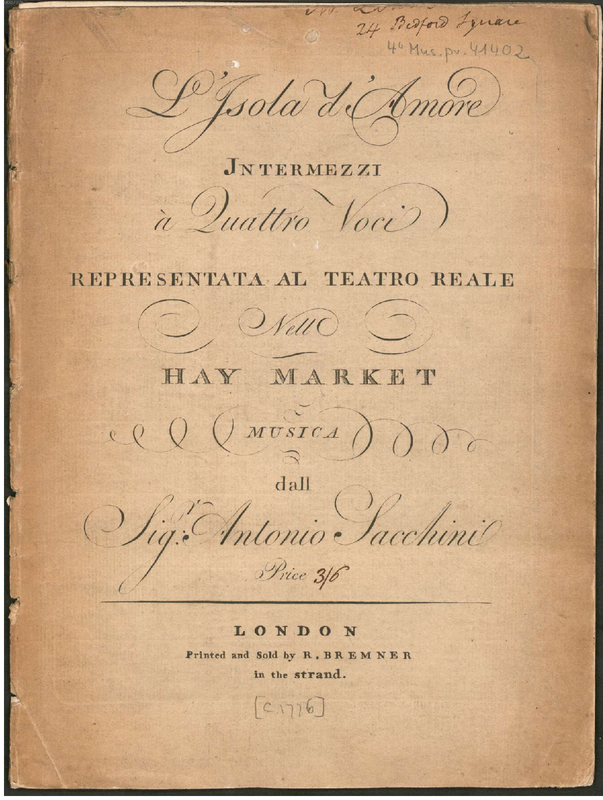 24 Bedford Square
4° Mus.pr. 41402
L'Isola d'Amore
INTERMEZZI
à Quattro Voci
REPRESENTATA AL TEATRO REALE
Nell
HAY MARKET
MUSICA
dall
Sig:r Antonio Sacchini
Price 3/6
LONDON
Printed and Sold by R. BREMNER
in the strand.
[c. 1776]